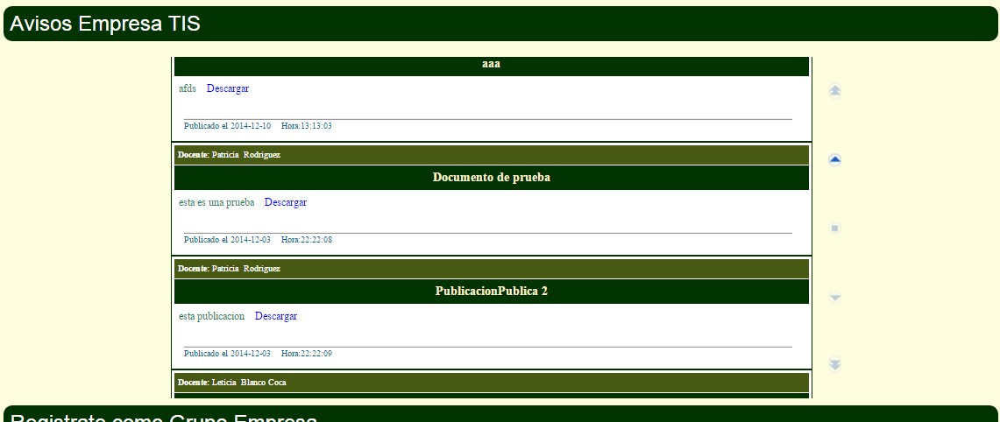 Avisos Empresa TIS
aaa
afds Descargar
Publicado el 2014-12-10 Hora:13:13:03
Docente: Patricia Rodriguez
Documento de prueba
esta es una prueba Descargar
Publicado el 2014-12-03 Hora:22:22:08
Docente: Patricia Rodriguez
PublicacionPublica 2
esta publicacion Descargar
Publicado el 2014-12-03 Hora:22:22:09
Docente: Leticia Blanco Coca
Registrate como Grupo Empresa